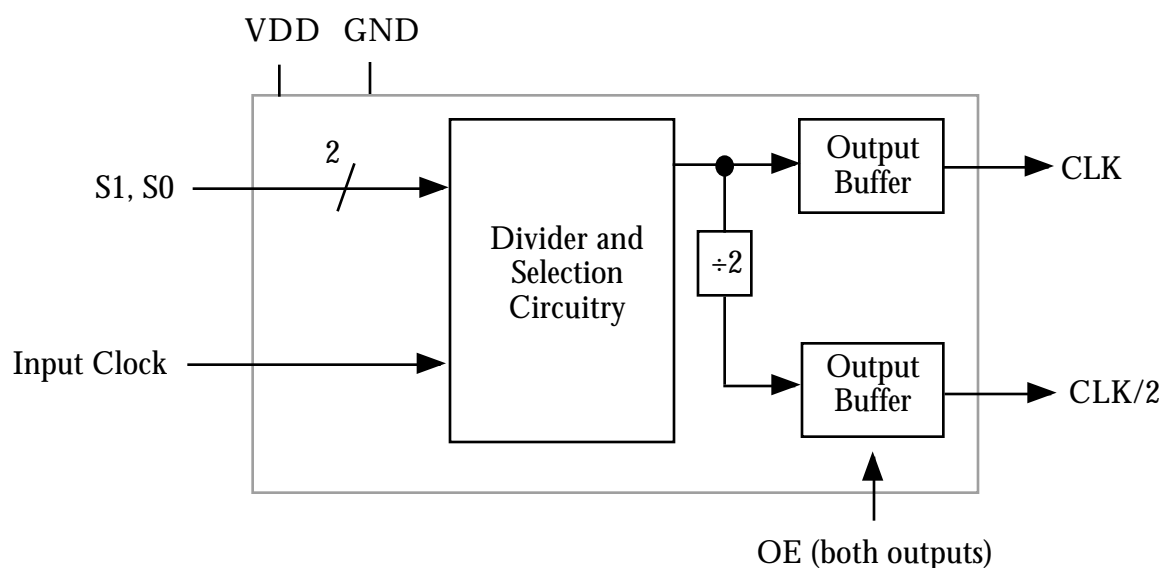 VDD GND
2
S1, S0
Divider and
Selection
Circuitry
Input Clock
÷2
Output
Buffer
CLK
Output
Buffer
CLK/2
OE (both outputs)